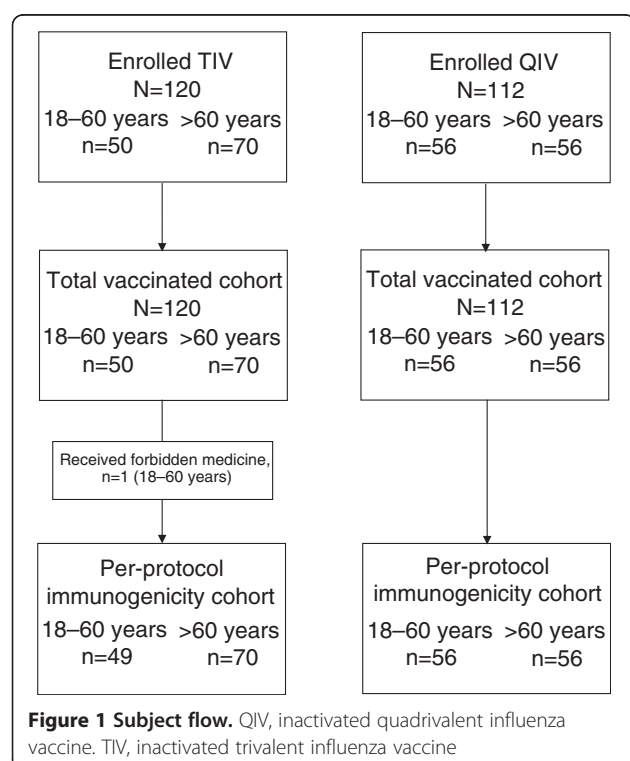 Enrolled TIV
N=120
18–60 years >60 years
n=50 n=70
Enrolled QIV
N=112
18–60 years >60 years
n=56 n=56
Total vaccinated cohort
N=120
18–60 years >60 years
n=50 n=70
Total vaccinated cohort
N=112
18–60 years >60 years
n=56 n=56
Received forbidden medicine,
n=1 (18–60 years)
Per-protocol
immunogenicity cohort
18–60 years >60 years
n=49 n=70
Per-protocol
immunogenicity cohort
18–60 years >60 years
n=56 n=56
Figure 1 Subject flow. QIV, inactivated quadrivalent influenza
vaccine. TIV, inactivated trivalent influenza vaccine